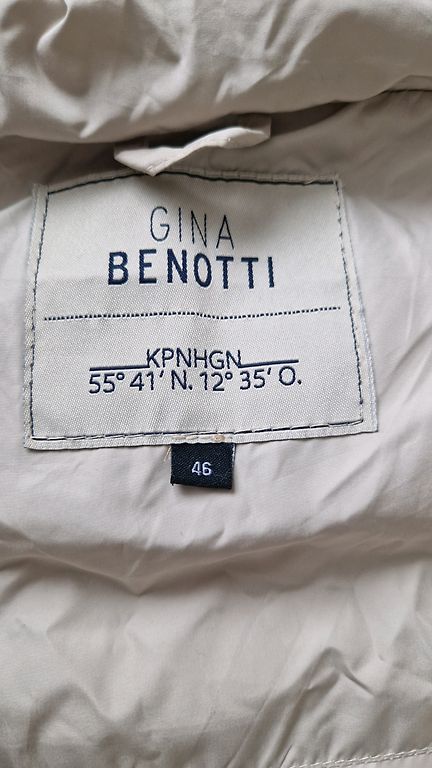 GINA
BENOTTI
KPNHGN
55° 41' N. 12° 35' O.
46